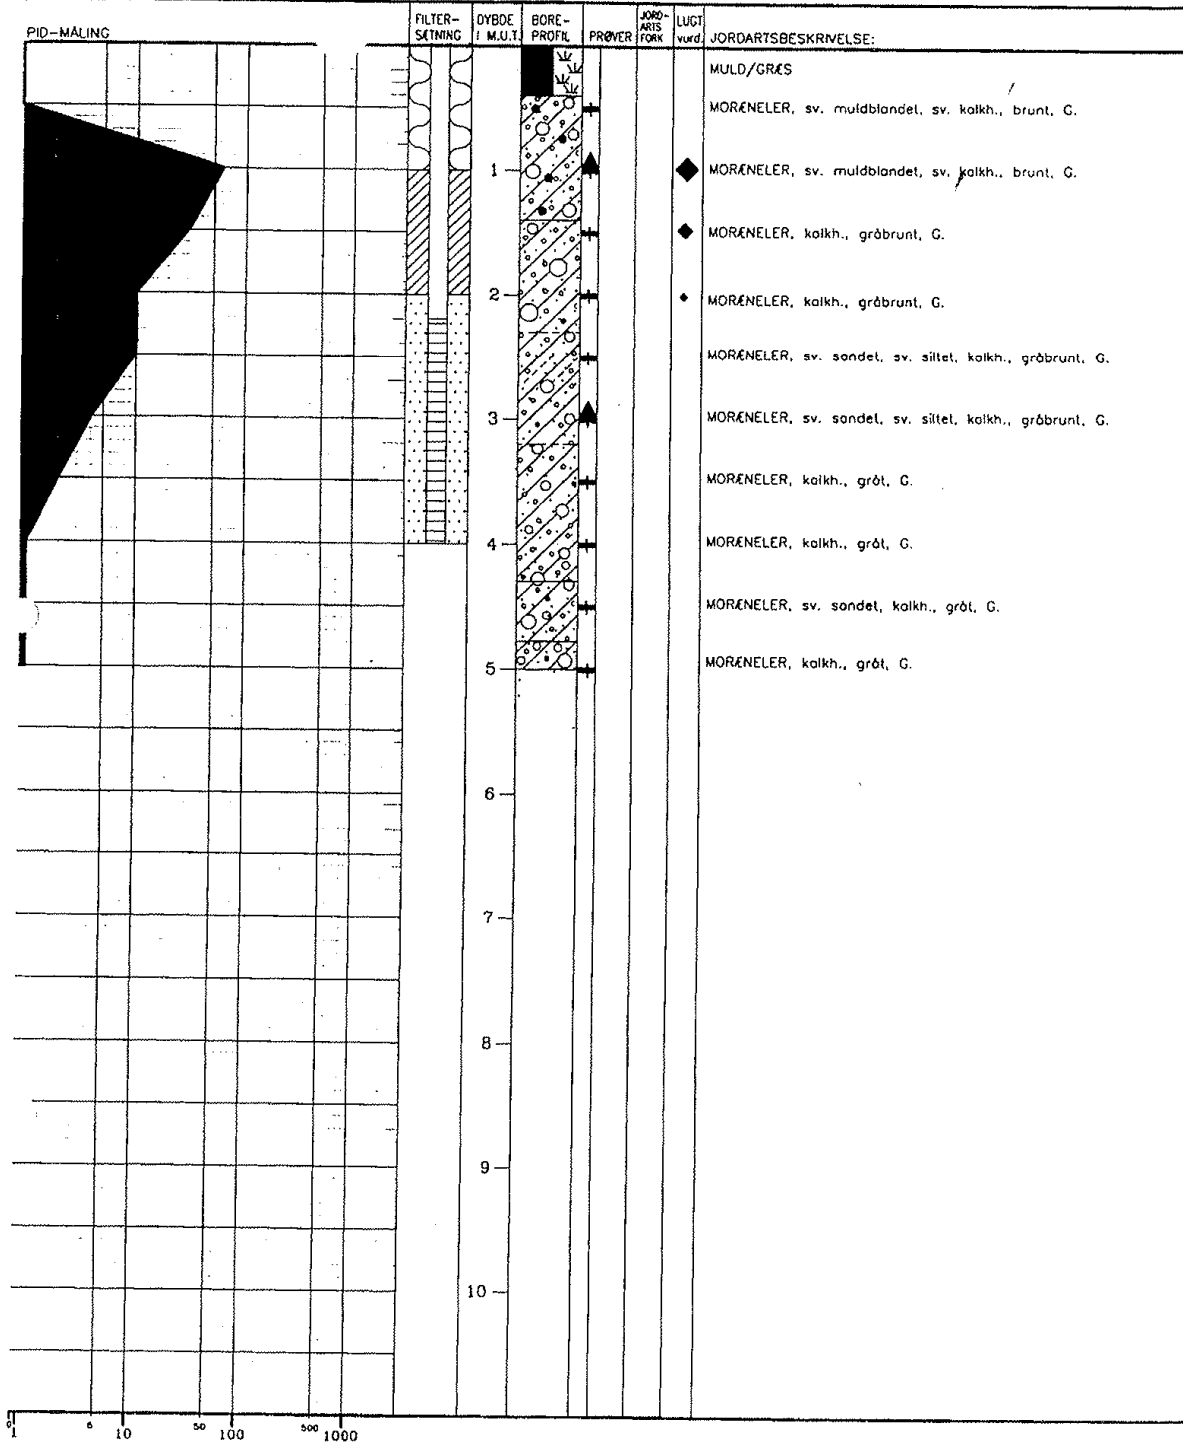 PID-MÅLING
FILTER-
SÆTNING
DYBDE
I M.U.T.
BORE-
PROFIL
PRØVER
JORD-
ARTS
FORK
LUGT
vurd.
JORDARTSBESKRIVELSE:
MULD/GRÆS
MORÆNELER, sv. muldblandet, sv. kalkh., brunt, G.
1
MORÆNELER, sv. muldblandet, sv. kalkh., brunt, G.
MORÆNELER, kalkh., gråbrunt, G.
2
MORÆNELER, kalkh., gråbrunt, G.
MORÆNELER, sv. sandet, sv. siltet, kalkh., gråbrunt, G.
3
MORÆNELER, sv. sandet, sv. siltet, kalkh., gråbrunt, G.
MORÆNELER, kalkh., gråt, G.
4
MORÆNELER, kalkh., gråt, G.
MORÆNELER, sv. sandet, kalkh., gråt, G.
5
MORÆNELER, kalkh., gråt, G.
6
7
8
9
10
0 1 6 10 50 100 500 1000